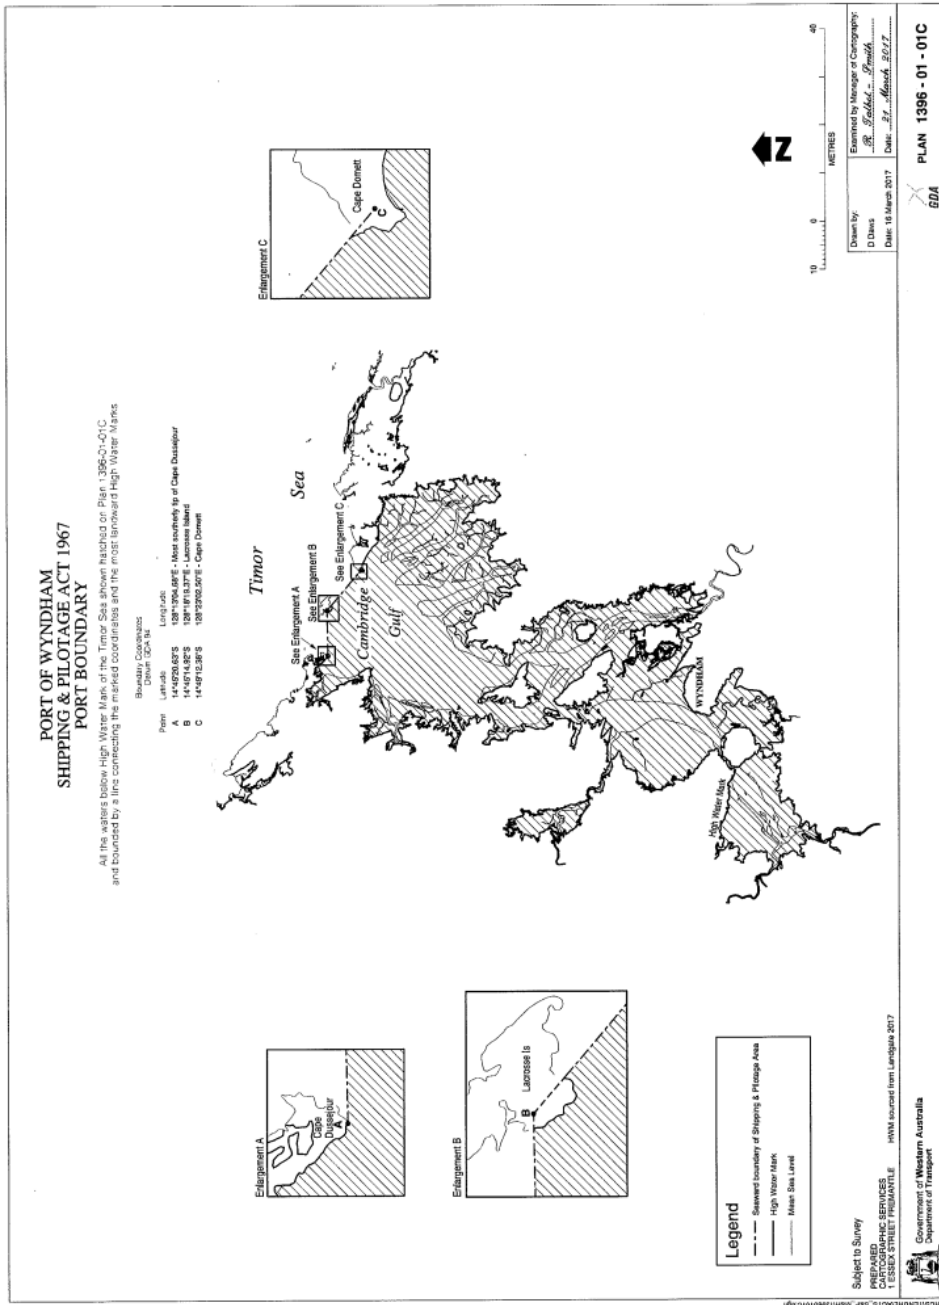 PORT OF WYNDHAM
SHIPPING & PILOTAGE ACT 1967
PORT BOUNDARY
All the waters below High Water Mark of the Timor Sea shown hatched on Plan 1396-01-01C
and bounded by a line connecting the marked coordinates and the most landward High Water Marks
Boundary Coordinates
Datum GDA 94
Point Latitude Longitude
A 14°45'20.63"S 128°13'04.68"E - Most southerly tip of Cape Dussejour
B 14°45'14.92"S 128°18'19.37"E - Lacrosse Island
C 14°49'12.38"S 128°23'02.50"E - Cape Domett
Enlargement A
Cape
Dussejour
A
Enlargement B
B
Lacrosse Is
Enlargement C
Cape Domett
C
Timor
Sea
See Enlargement A
See Enlargement B
See Enlargement C
Cambridge
Gulf
WYNDHAM
High Water Mark
Legend
Seaward boundary of Shipping & Pilotage Area
High Water Mark
Mean Sea Level
N
METRES
10 0 40
Subject to Survey
PREPARED
CARTOGRAPHIC SERVICES
1 ESSEX STREET FREMANTLE
HWM sourced from Landgate 2017
Drawn by:
D Daws
Date: 16 March 2017
Examined by Manager of Cartography:
R Talbot - Smith
Date: 21 March 2017
Government of Western Australia
Department of Transport
GDA
PLAN 1396 - 01 - 01C